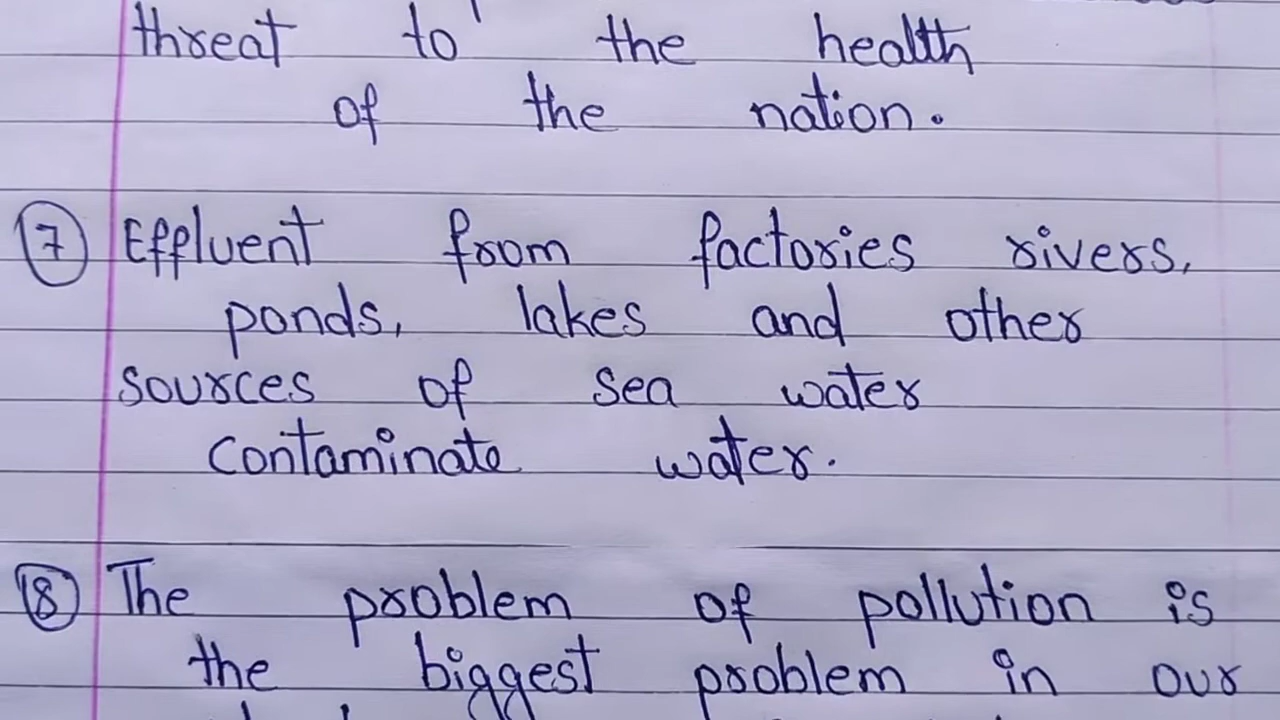 threat to the health
of the nation.
7 Effluent from factories rivers,
ponds, lakes and other
sources of sea water
contaminate water.
8 The problem of pollution is
the biggest problem in our